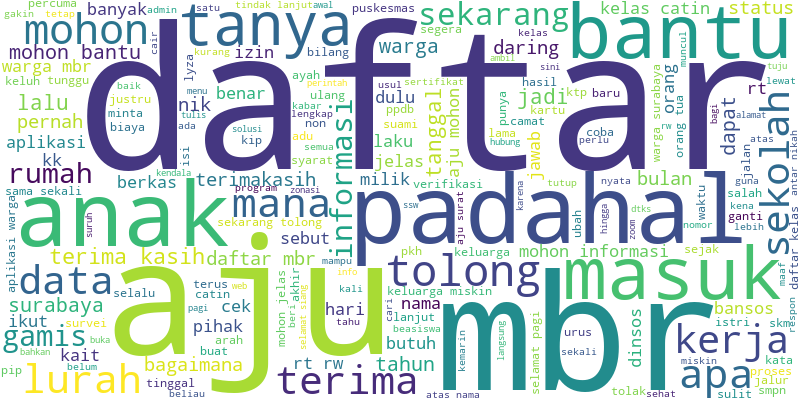 daftar
aju
mbr
padahal
anak
masuk
bantu
tanya
mohon
tolong
sekolah
terima
lurah
data
mana
apa
kerja
rumah
gamis
informasi
sekarang
jadi
nik
percuma
gakin
tetap
banyak
admin
satu
cair
tindak lanjut
awal
puskesmas
kelas catin
status
mohon bantu
izin
kurang
bilang
segera
kelas
warga
daring
cepat
ambil
muncul
tuju
lewat
warga mbr
keluh
tunggu
baik
justru
lyza
ayah
perintah
usul
sertifikat
sini
hasil
orang
rt
lalu
pernah
minta
biaya
tulis
ada
benar
ulang
kabar
lengkap
dulu
ppdb
suami
tanggal
aju mohon
punya
camat
ktp
baru
kartu
lama
hubung
jawab
coba
perlu
warga surabaya
rw
orang tua
dapat
bagi
alamat
atas
jalan
antar nikah
aplikasi
kk
isi
solusi
kip
non
adu
semua
syarat
laku
jelas
berkas
terimakasih
milik
verifikasi
bulan
tutup
nyata
salah
guna
kena
waktu
ganti
lebih
nomor
sama sekali
kendala
suruh
program
zonasi
sekarang tolong
sebut
mampu
pkh
aju surat
ssw
karena
ubah
hingga
zoom
dtks
sejak
mohon informasi
keluarga
terima kasih
daftar mbr
aplikasi warga
surabaya
selalu
terus
catin
web
cek
info
selamat siang
mohon jelas
beri
akhir
kali
hari
tahu
keluarga miskin
cari
nama
lanjut
beasiswa
butuh
tahun
kemarin
langsung
selamat pagi
urus
sekali
tolak
dinsos
bansos
istri
skm
miskin
kata
proses
jalur
smpn
sulit
sehat
maaf
respon
daftar kelas
ikut
survei
pagi
pihak
arah
buat
kait
bahkan
buka
belum
bagaimana
pip
tinggal
beliau
rt rw
atas nama